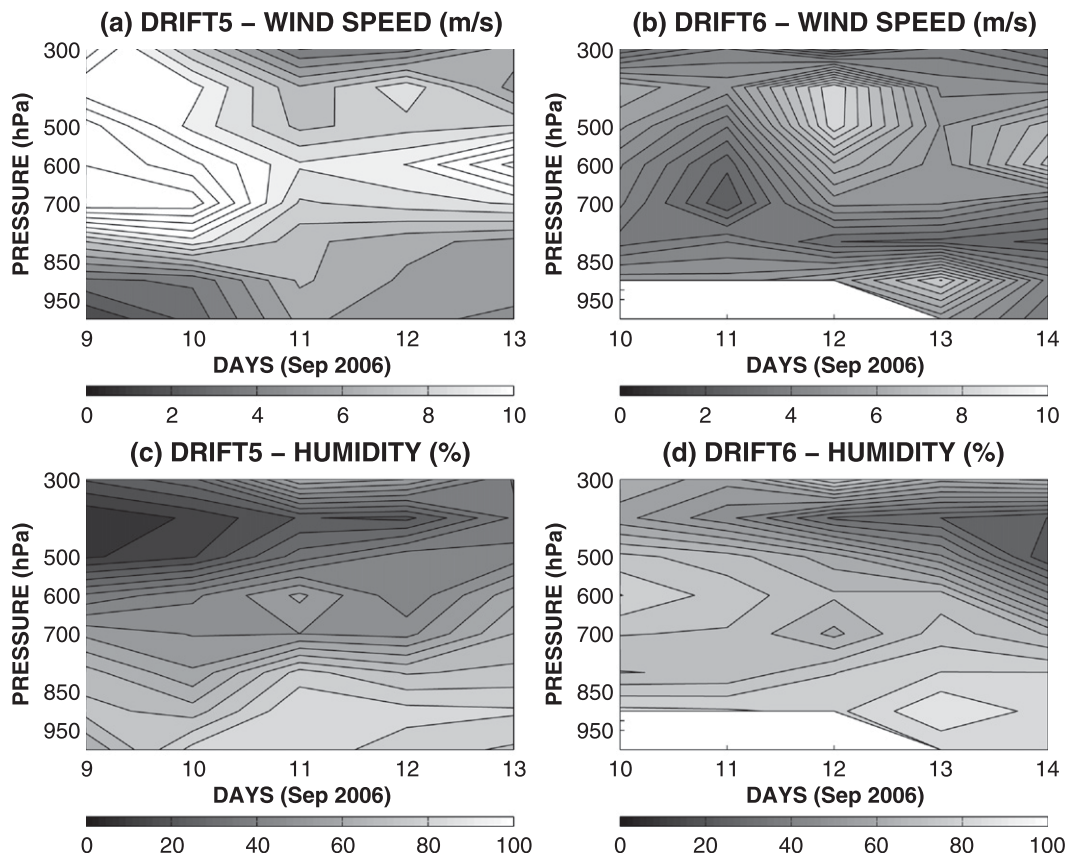 (a) DRIFT5 – WIND SPEED (m/s)
300
500
600
700
850
950
PRESSURE (hPa)
9 10 11 12 13
DAYS (Sep 2006)
0 2 4 6 8 10
(b) DRIFT6 – WIND SPEED (m/s)
300
500
600
700
850
950
PRESSURE (hPa)
10 11 12 13 14
DAYS (Sep 2006)
0 2 4 6 8 10
(c) DRIFT5 – HUMIDITY (%)
300
500
600
700
850
950
PRESSURE (hPa)
9 10 11 12 13
DAYS (Sep 2006)
0 20 40 60 80 100
(d) DRIFT6 – HUMIDITY (%)
300
500
600
700
850
950
PRESSURE (hPa)
10 11 12 13 14
DAYS (Sep 2006)
0 20 40 60 80 100